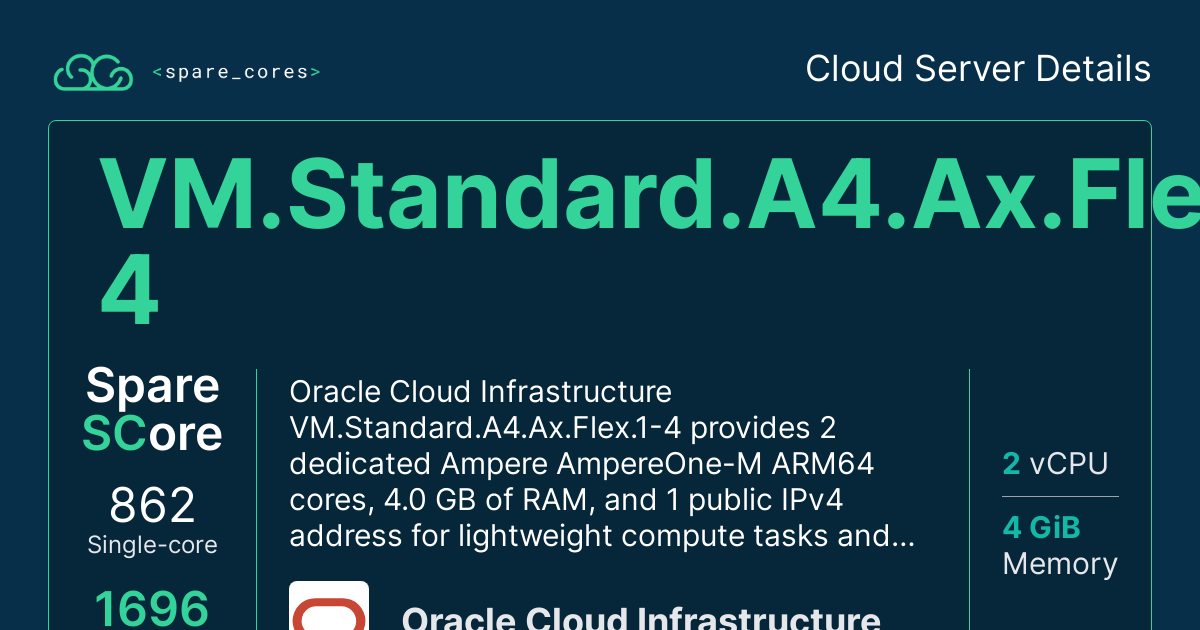 <spare_cores>
Cloud Server Details
VM.Standard.A4.Ax.Fle
4
Spare
SCore
862
Single-core
1696
Oracle Cloud Infrastructure
VM.Standard.A4.Ax.Flex.1-4 provides 2
dedicated Ampere AmpereOne-M ARM64
cores, 4.0 GB of RAM, and 1 public IPv4
address for lightweight compute tasks and...
Oracle Cloud Infrastructure
2 vCPU
4 GiB
Memory